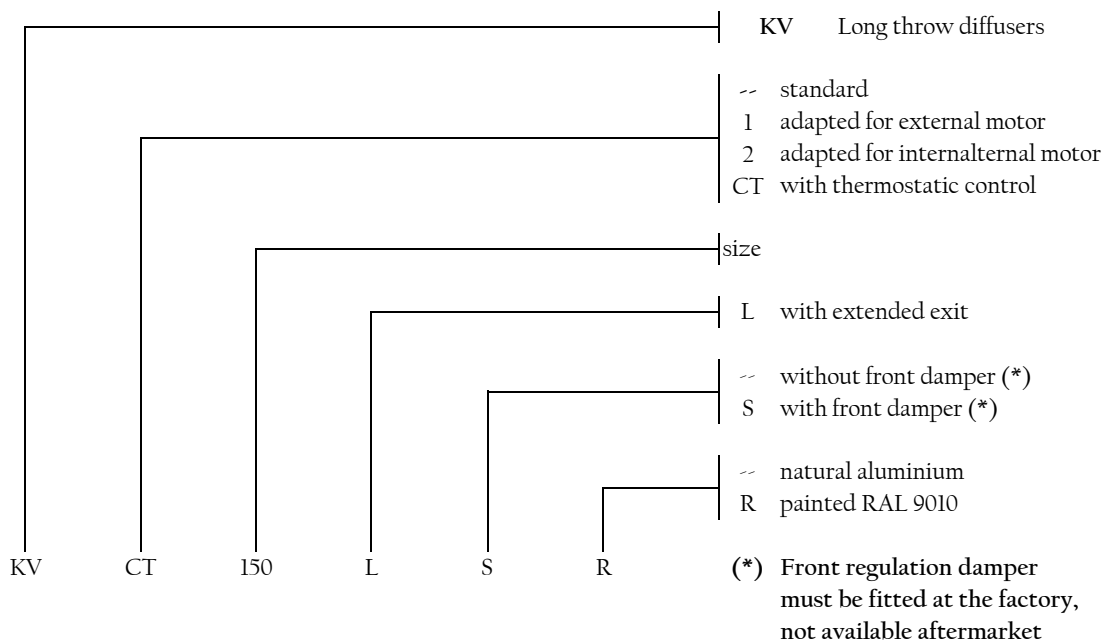 KV Long throw diffusers
-- standard
1 adapted for external motor
2 adapted for internalternal motor
CT with thermostatic control
size
L with extended exit
-- without front damper (*)
S with front damper (*)
-- natural aluminium
R painted RAL 9010
KV CT 150 L S R
(*) Front regulation damper
must be fitted at the factory,
not available aftermarket